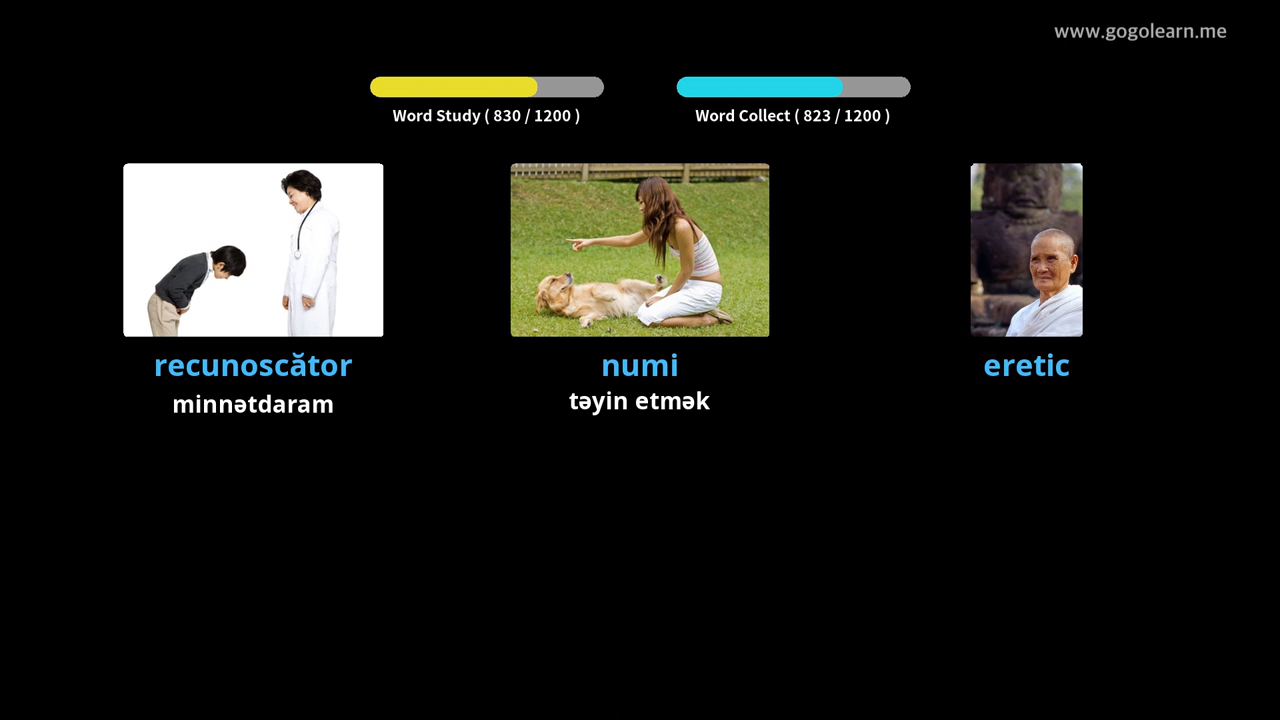 www.gogolearn.me
Word Study ( 830 / 1200 )
Word Collect ( 823 / 1200 )
recunoscător
numi
eretic
minnətdaram
təyin etmək